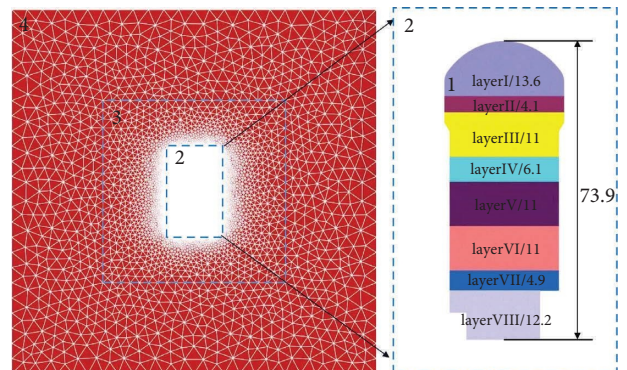 4
3
2
2
1
layerI/13.6
layerII/4.1
layerIII/11
layerIV/6.1
layerV/11
layerVI/11
layerVII/4.9
layerVIII/12.2
73.9